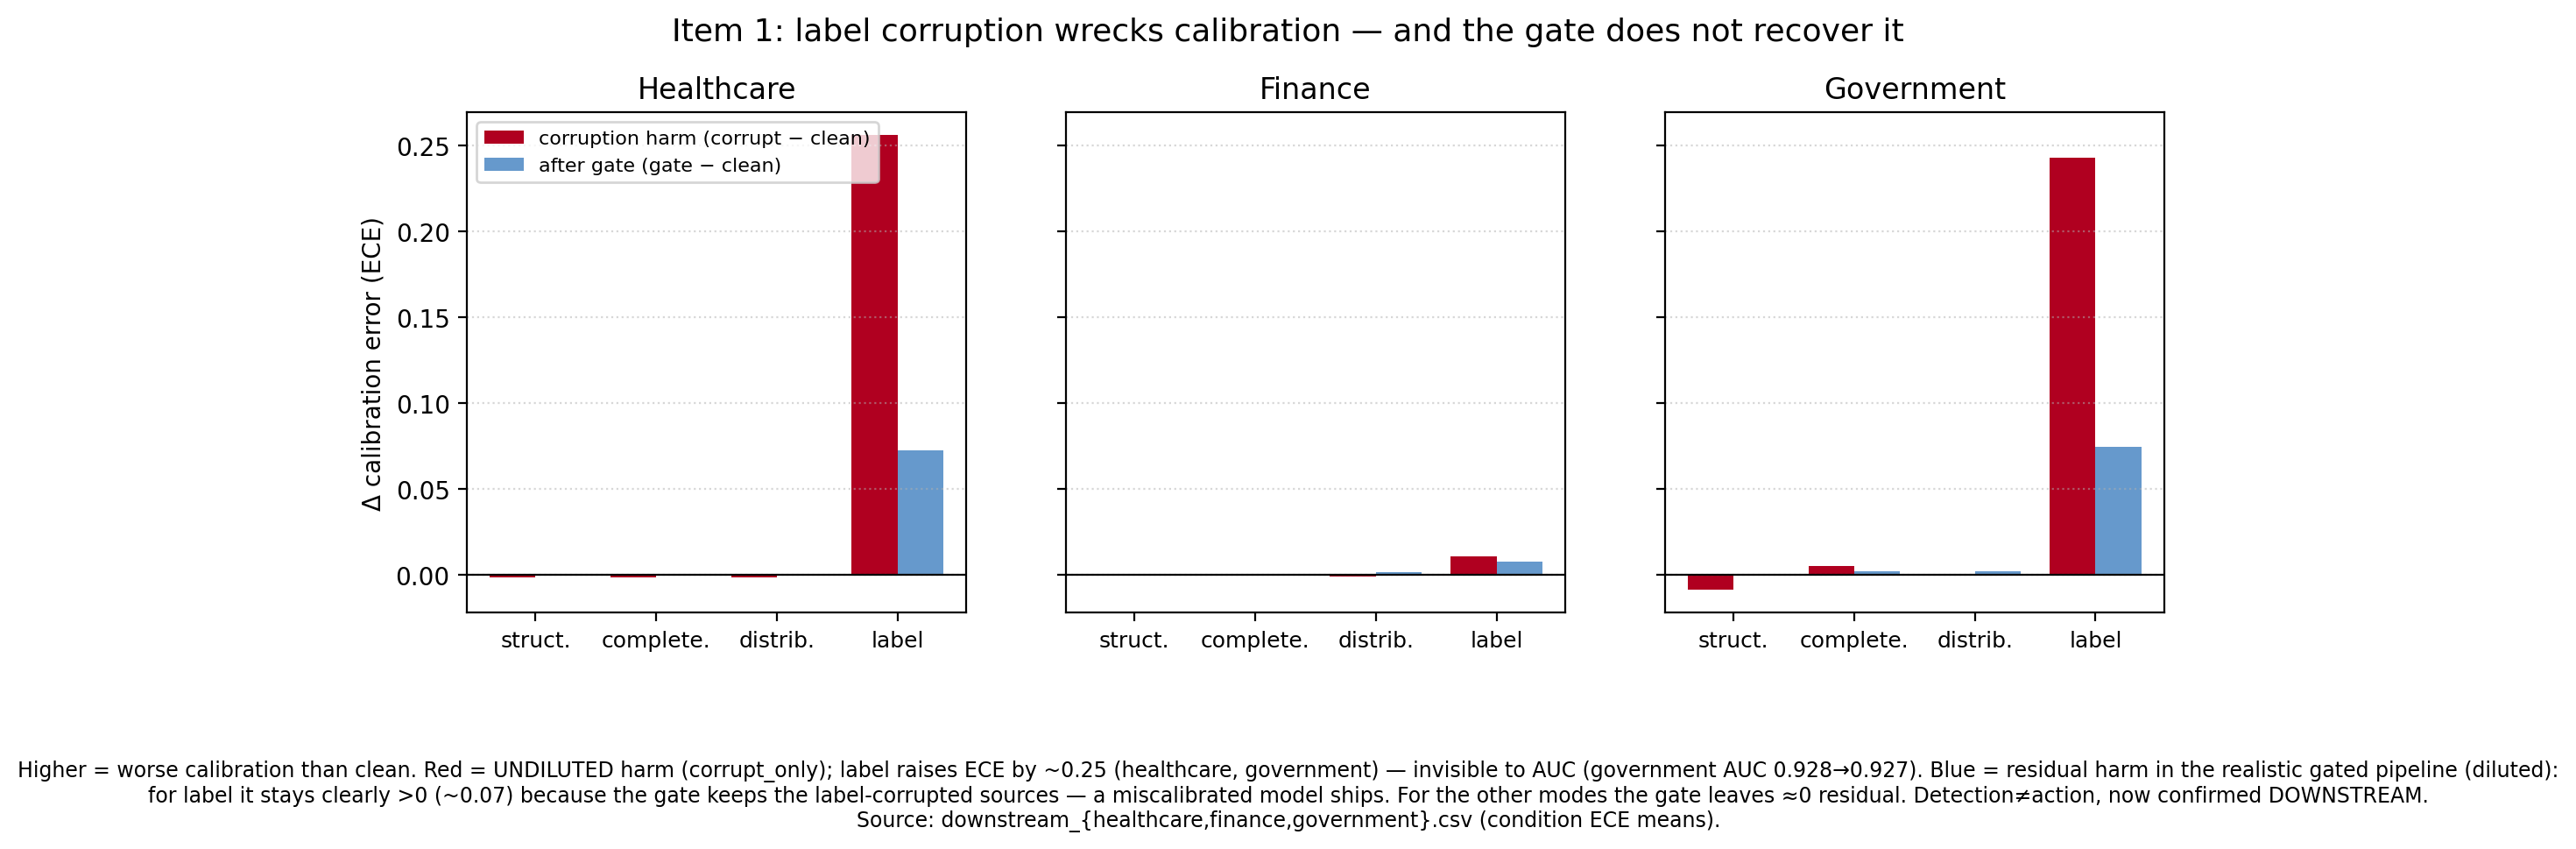 Item 1: label corruption wrecks calibration — and the gate does not recover it
Healthcare
Finance
Government
corruption harm (corrupt − clean)
after gate (gate − clean)
Δ calibration error (ECE)
0.25
0.20
0.15
0.10
0.05
0.00
struct. complete. distrib. label
struct. complete. distrib. label
struct. complete. distrib. label
Higher = worse calibration than clean. Red = UNDILUTED harm (corrupt_only); label raises ECE by ~0.25 (healthcare, government) — invisible to AUC (government AUC 0.928→0.927). Blue = residual harm in the realistic gated pipeline (diluted):
for label it stays clearly >0 (~0.07) because the gate keeps the label-corrupted sources — a miscalibrated model ships. For the other modes the gate leaves ≈0 residual. Detection≠action, now confirmed DOWNSTREAM.
Source: downstream_{healthcare,finance,government}.csv (condition ECE means).